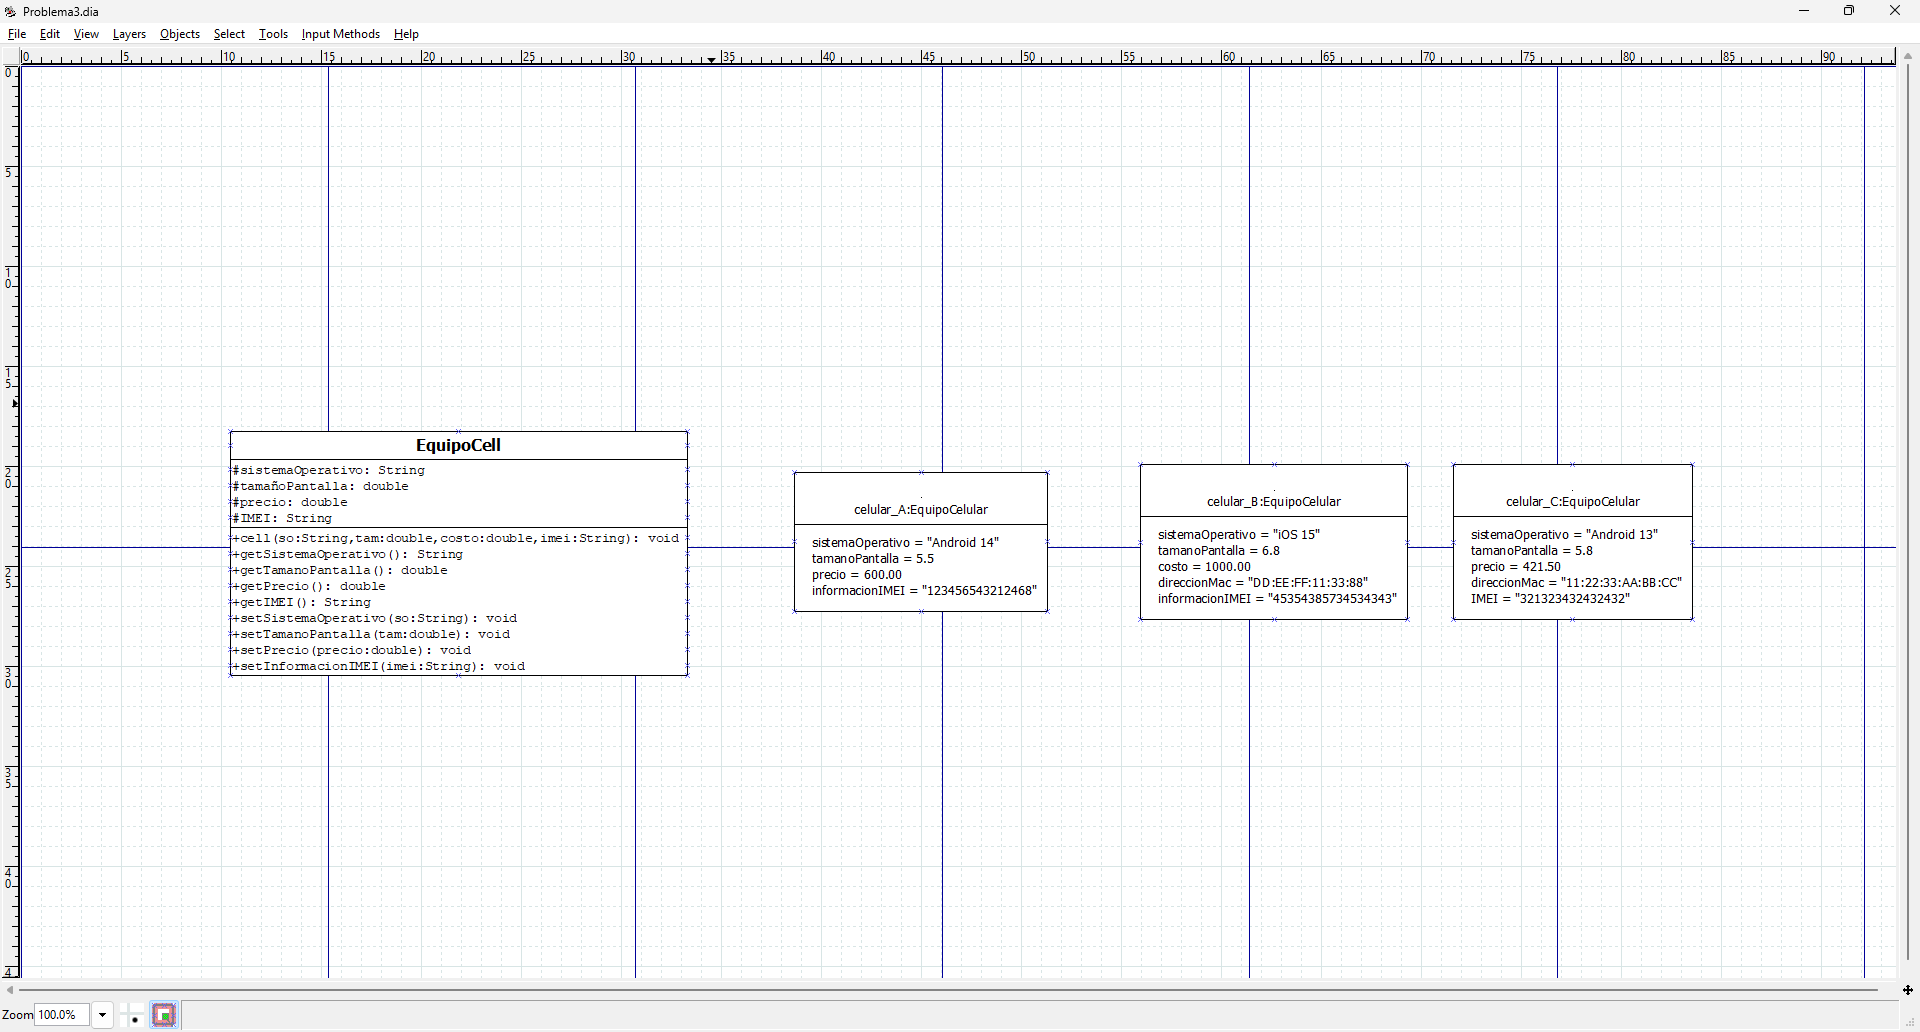 Problema3.dia
File Edit View Layers Objects Select Tools Input Methods Help
0 5 10 15 20 25 30 35 40 45 50 55 60 65 70 75 80 85 90
0
5
10
15
20
25
30
35
40
4
EquipoCell
#sistemaOperativo: String
#tamañoPantalla: double
#precio: double
#IMEI: String
+cell(so:String,tam:double,costo:double,imei:String): void
+getSistemaOperativo(): String
+getTamanoPantalla(): double
+getPrecio(): double
+getIMEI(): String
+setSistemaOperativo(so:String): void
+setTamanoPantalla(tam:double): void
+setPrecio(precio:double): void
+setInformacionIMEI(imei:String): void
celular_A:EquipoCelular
sistemaOperativo = "Android 14"
tamanoPantalla = 5.5
precio = 600.00
informacionIMEI = "123456543212468"
celular_B:EquipoCelular
sistemaOperativo = "iOS 15"
tamanoPantalla = 6.8
costo = 1000.00
direccionMac = "DD:EE:FF:11:33:88"
informacionIMEI = "45354385734534343"
celular_C:EquipoCelular
sistemaOperativo = "Android 13"
tamanoPantalla = 5.8
precio = 421.50
direccionMac = "11:22:33:AA:BB:CC"
IMEI = "321323432432432"
Zoom 100.0%